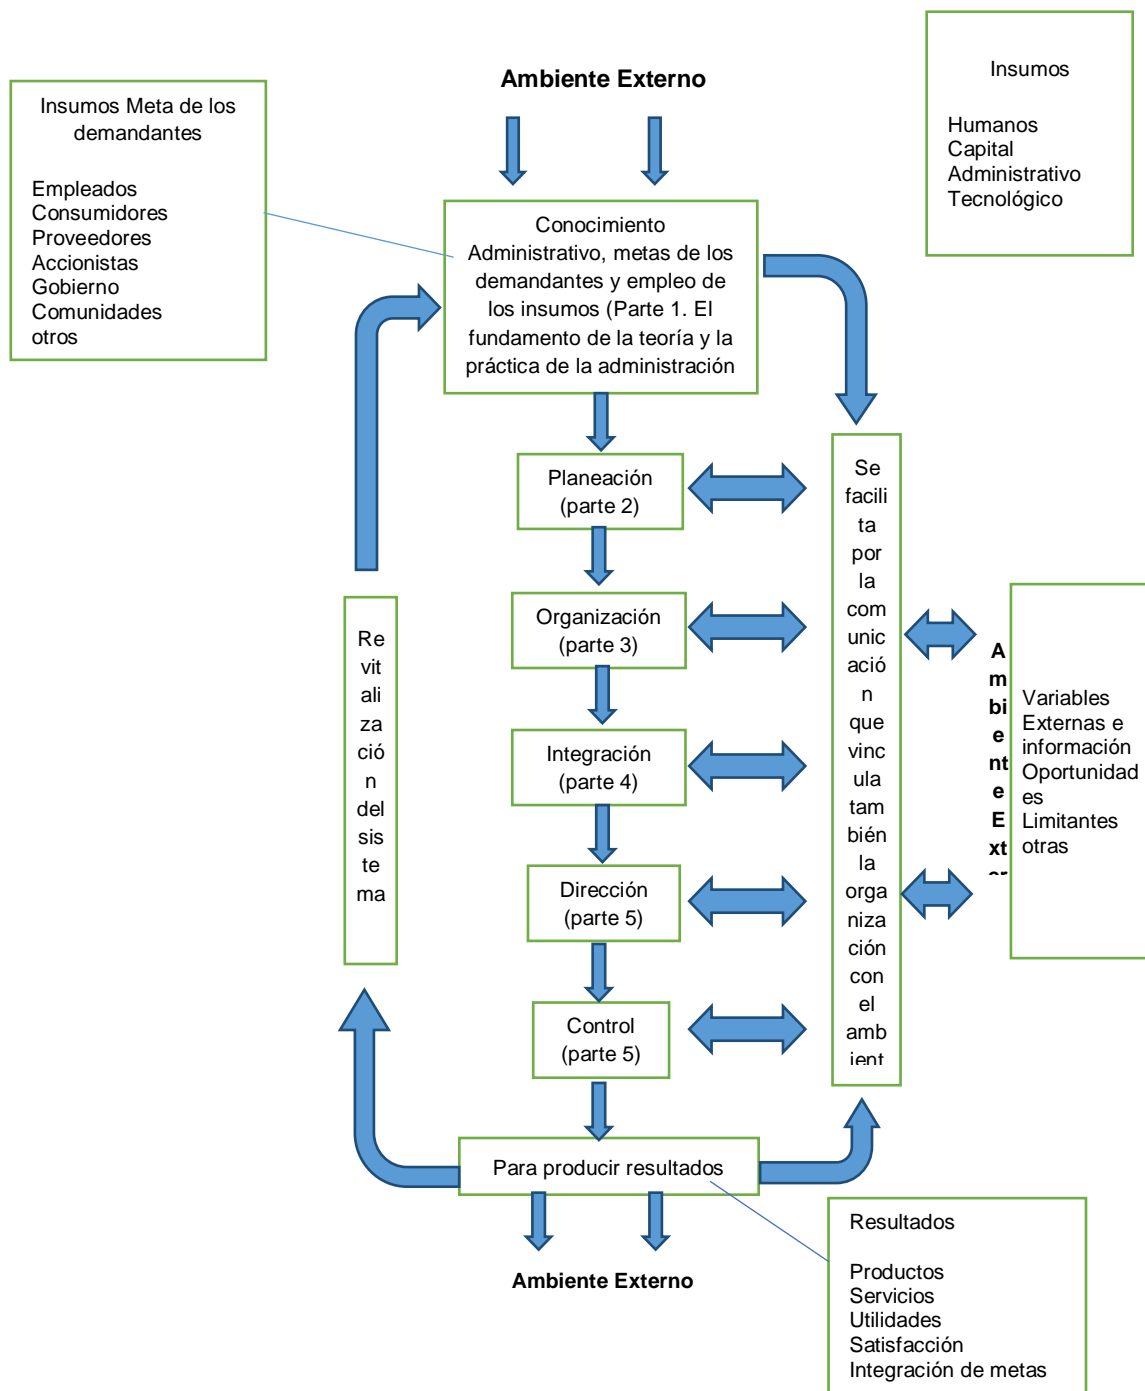 Ambiente Externo
Insumos Meta de los
demandantes
Empleados
Consumidores
Proveedores
Accionistas
Gobierno
Comunidades
otros
Insumos
Humanos
Capital
Administrativo
Tecnológico
Conocimiento
Administrativo, metas de los
demandantes y empleo de
los insumos (Parte 1. El
fundamento de la teoría y la
práctica de la administración
Planeación
(parte 2)
Organización
(parte 3)
Integración
(parte 4)
Dirección
(parte 5)
Control
(parte 5)
Re
vit
ali
za
ció
n
del
sis
te
ma
Se
facili
ta
por
la
com
unic
ació
n
que
vinc
ula
tam
bién
la
orga
niza
ción
con
el
amb
ient
A
m
bi
e
nt
e
E
xt
er
Variables
Externas e
información
Oportunidad
es
Limitantes
otras
Para producir resultados
Ambiente Externo
Resultados
Productos
Servicios
Utilidades
Satisfacción
Integración de metas